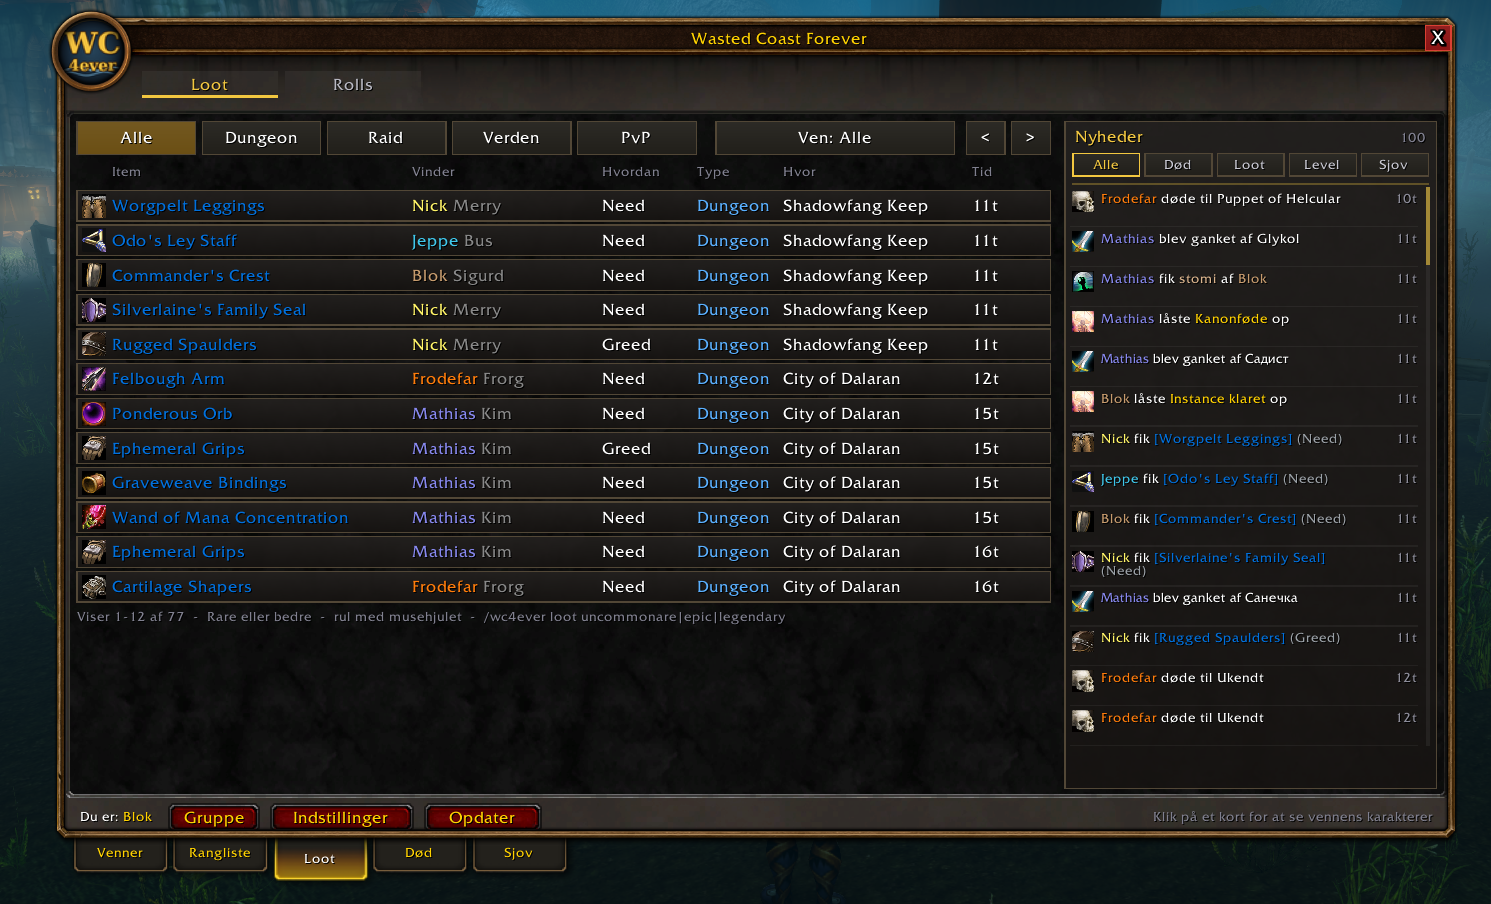 WC
4ever
Wasted Coast Forever
X
Loot
Rolls
Alle
Dungeon
Raid
Verden
PvP
Ven: Alle
<
>
Item Vinder Hvordan Type Hvor Tid
Worgpelt Leggings Nick Merry Need Dungeon Shadowfang Keep 11t
Odo's Ley Staff Jeppe Bus Need Dungeon Shadowfang Keep 11t
Commander's Crest Blok Sigurd Need Dungeon Shadowfang Keep 11t
Silverlaine's Family Seal Nick Merry Need Dungeon Shadowfang Keep 11t
Rugged Spaulders Nick Merry Greed Dungeon Shadowfang Keep 11t
Felbough Arm Frodefar Frorg Need Dungeon City of Dalaran 12t
Ponderous Orb Mathias Kim Need Dungeon City of Dalaran 15t
Ephemeral Grips Mathias Kim Greed Dungeon City of Dalaran 15t
Graveweave Bindings Mathias Kim Need Dungeon City of Dalaran 15t
Wand of Mana Concentration Mathias Kim Need Dungeon City of Dalaran 15t
Ephemeral Grips Mathias Kim Need Dungeon City of Dalaran 16t
Cartilage Shapers Frodefar Frorg Need Dungeon City of Dalaran 16t
Viser 1-12 af 77 - Rare eller bedre - rul med musehjulet - /wc4ever loot uncommonare|epic|legendary
Nyheder 100
Alle
Død
Loot
Level
Sjov
Frodefar døde til Puppet of Helcular 10t
Mathias blev ganket af Glykol 11t
Mathias fik stomi af Blok 11t
Mathias låste Kanonføde op 11t
Mathias blev ganket af Садист 11t
Blok låste Instance klaret op 11t
Nick fik [Worgpelt Leggings] (Need) 11t
Jeppe fik [Odo's Ley Staff] (Need) 11t
Blok fik [Commander's Crest] (Need) 11t
Nick fik [Silverlaine's Family Seal] 11t
(Need)
Mathias blev ganket af Санечка 11t
Nick fik [Rugged Spaulders] (Greed) 11t
Frodefar døde til Ukendt 12t
Frodefar døde til Ukendt 12t
Du er: Blok
Gruppe
Indstillinger
Opdater
Klik på et kort for at se vennens karakterer
Venner
Rangliste
Loot
Død
Sjov